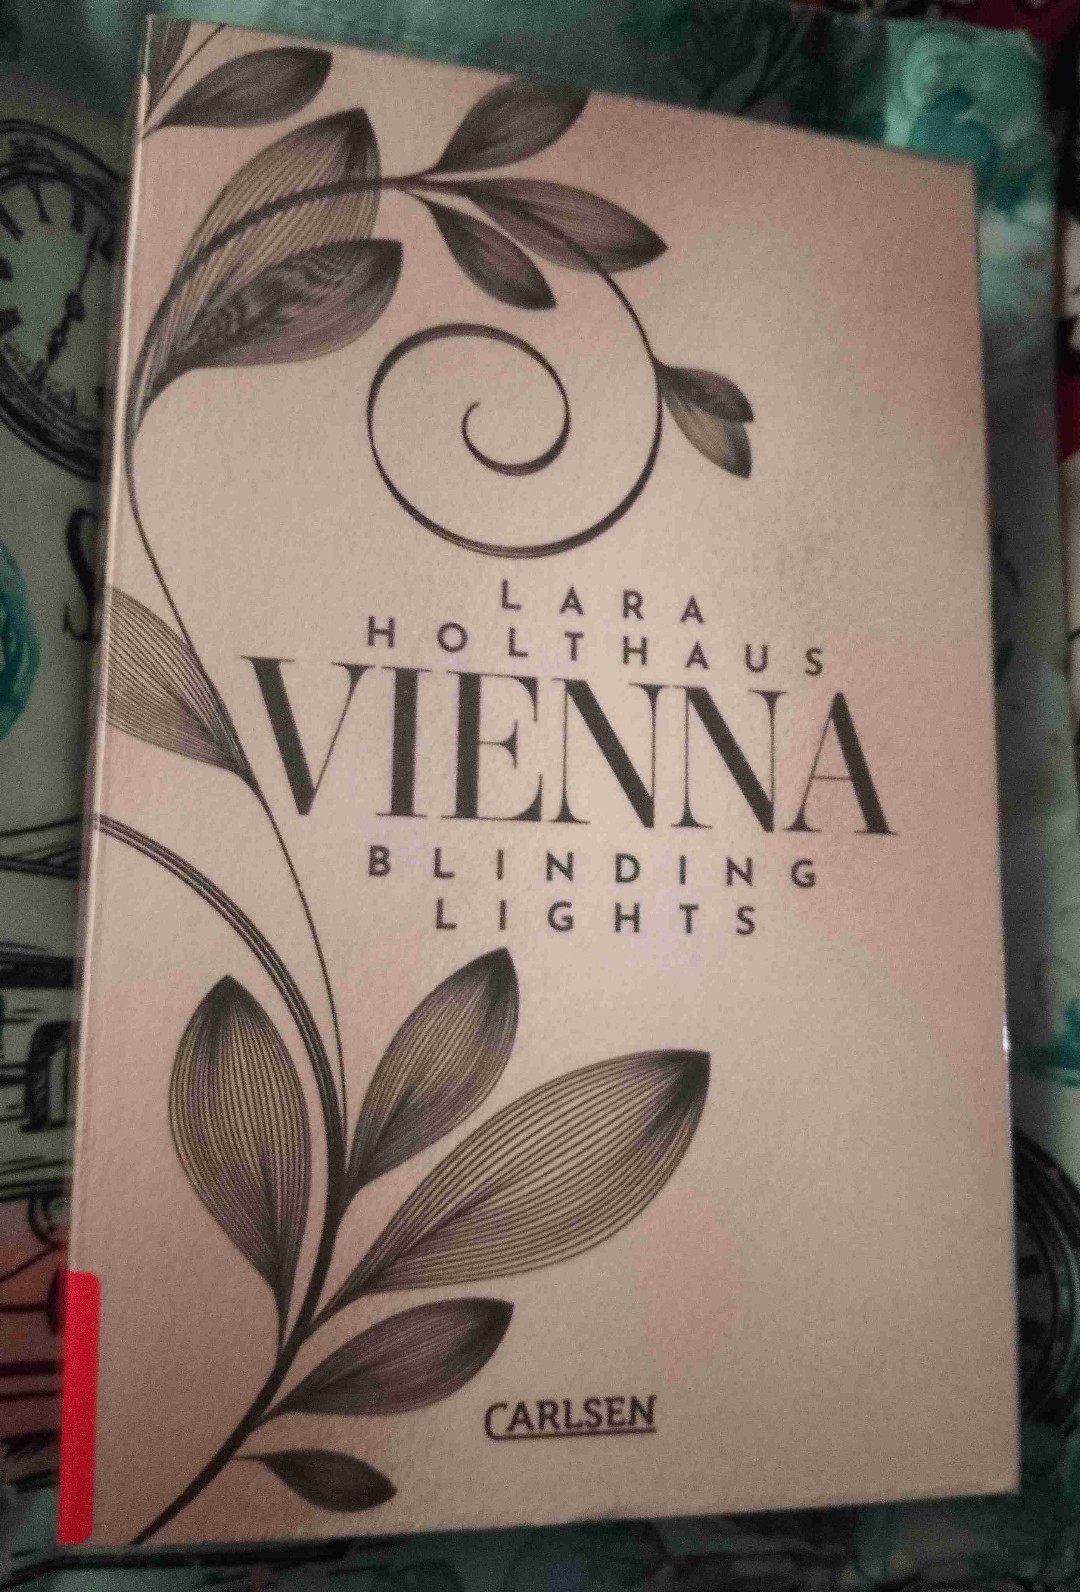 LARA
HOLTHAUS
VIENNA
BLINDING
LIGHTS
CARLSEN